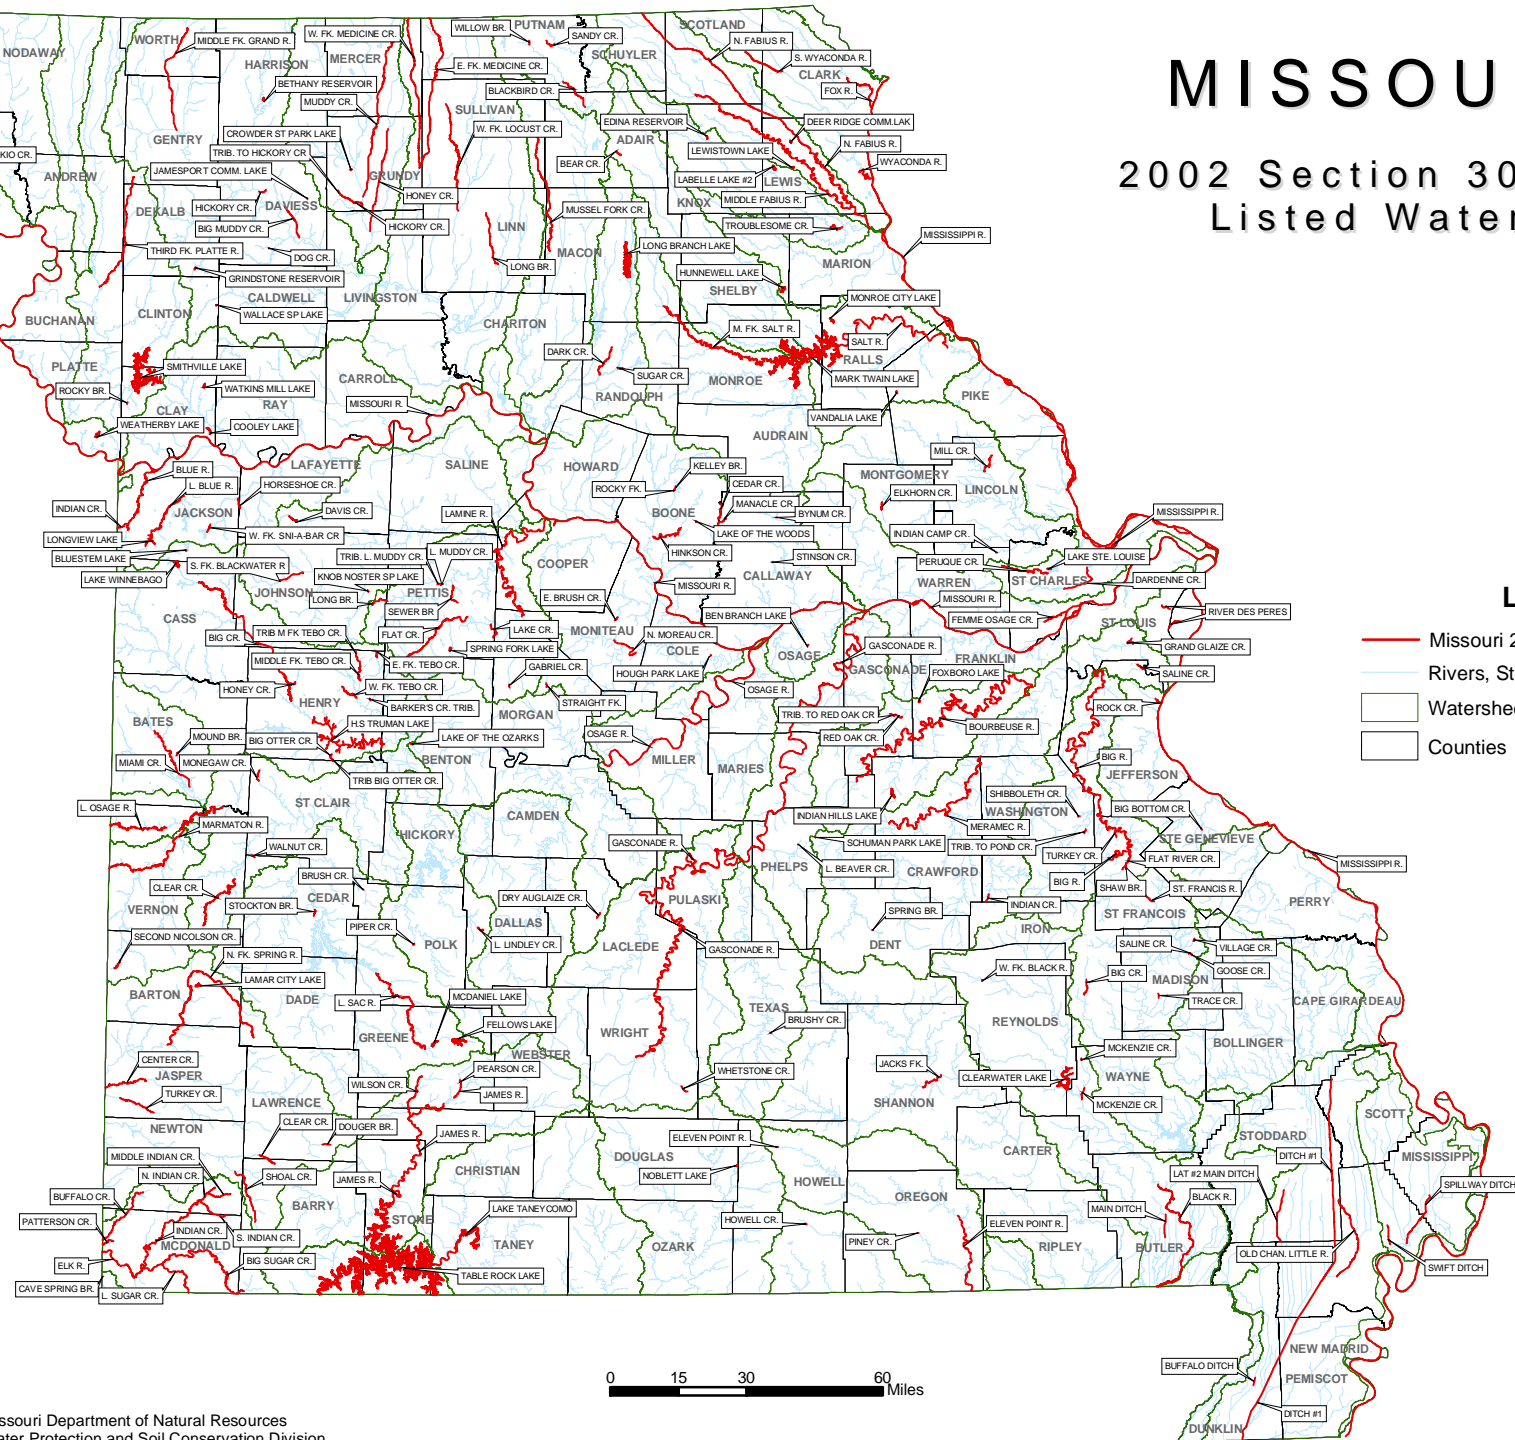 MISSOU
2002 Section 30
Listed Water
NODAWAY
WORTH
MIDDLE FK. GRAND R.
W. FK. MEDICINE CR.
WILLOW BR.
PUTNAM
SANDY CR.
SCOTLAND
N. FABIUS R.
HARRISON
MERCER
E. FK. MEDICINE CR.
SCHUYLER
S. WYACONDA R.
CLARK
BETHANY RESERVOIR
BLACKBIRD CR.
FOX R.
MUDDY CR.
SULLIVAN
EDINA RESERVOIR
DEER RIDGE COMM.LAK
CROWDER ST PARK LAKE
GENTRY
W. FK. LOCUST CR.
ADAIR
N. FABIUS R.
KIO CR.
TRIB. TO HICKORY CR
LEWISTOWN LAKE
WYACONDA R.
ANDREW
JAMESPORT COMM. LAKE
GRUNDY
BEAR CR.
LABELLE LAKE #2
LEWIS
DEKALB
HICKORY CR.
DAVIESS
HONEY CR.
KNOX
MIDDLE FABIUS R.
BIG MUDDY CR.
HICKORY CR.
LINN
MUSSEL FORK CR.
TROUBLESOME CR.
MISSISSIPPI R.
THIRD FK. PLATTE R.
DOG CR.
MACON
LONG BRANCH LAKE
MARION
GRINDSTONE RESERVOIR
LONG BR.
HUNNEWELL LAKE
SHELBY
CALDWELL
LIVINGSTON
MONROE CITY LAKE
BUCHANAN
CLINTON
WALLACE SP LAKE
CHARITON
M. FK. SALT R.
SALT R.
PLATTE
SMITHVILLE LAKE
DARK CR.
RALLS
ROCKY BR.
WATKINS MILL LAKE
CARROLL
SUGAR CR.
MONROE
MARK TWAIN LAKE
CLAY
RAY
MISSOURI R.
RANDOLPH
PIKE
WEATHERBY LAKE
COOLEY LAKE
VANDALIA LAKE
AUDRAIN
BLUE R.
LAFAYETTE
SALINE
HOWARD
KELLEY BR.
MILL CR.
L. BLUE R.
HORSESHOE CR.
ROCKY FK.
CEDAR CR.
MONTGOMERY
LINCOLN
ELKHORN CR.
INDIAN CR.
JACKSON
DAVIS CR.
LAMINE R.
BOONE
MANACLE CR.
BYNUM CR.
MISSISSIPPI R.
LONGVIEW LAKE
W. FK. SNI-A-BAR CR
LAKE OF THE WOODS
INDIAN CAMP CR.
BLUESTEM LAKE
TRIB. L. MUDDY CR.
L. MUDDY CR.
HINKSON CR.
STINSON CR.
PERUQUE CR.
LAKE STE. LOUISE
LAKE WINNEBAGO
S. FK. BLACKWATER R
KNOB NOSTER SP LAKE
COOPER
CALLAWAY
WARREN
ST CHARLES
DARDENNE CR.
JOHNSON
PETTIS
LONG BR.
SEWER BR
E. BRUSH CR.
MISSOURI R.
MISSOURI R.
RIVER DES PERES
CASS
BEN BRANCH LAKE
FEMME OSAGE CR.
ST LOUIS
BIG CR.
TRIB M FK TEBO CR.
FLAT CR.
LAKE CR.
MONITEAU
N. MOREAU CR.
GASCONADE R.
GRAND GLAIZE CR.
SPRING FORK LAKE
COLE
OSAGE
FRANKLIN
MIDDLE FK. TEBO CR.
E. FK. TEBO CR.
GABRIEL CR.
HOUGH PARK LAKE
GASCONADE
FOXBORO LAKE
SALINE CR.
HONEY CR.
W. FK. TEBO CR.
OSAGE R.
HENRY
BARKER'S CR. TRIB.
STRAIGHT FK.
ROCK CR.
BATES
H.S TRUMAN LAKE
MORGAN
TRIB. TO RED OAK CR
MOUND BR.
BIG OTTER CR.
LAKE OF THE OZARKS
OSAGE R.
RED OAK CR.
BOURBEUSE R.
MIAMI CR.
MONEGAW CR.
BENTON
MILLER
MARIES
BIG R.
TRIB BIG OTTER CR.
JEFFERSON
L. OSAGE R.
ST CLAIR
CAMDEN
SHIBBOLETH CR.
INDIAN HILLS LAKE
WASHINGTON
BIG BOTTOM CR.
MARMATON R.
HICKORY
MERAMEC R.
WALNUT CR.
GASCONADE R.
SCHUMAN PARK LAKE
TRIB. TO POND CR.
STE GENEVIEVE
BRUSH CR.
PHELPS
L. BEAVER CR.
CRAWFORD
TURKEY CR.
FLAT RIVER CR.
MISSISSIPPI R.
CLEAR CR.
CEDAR
DRY AUGLAIZE CR.
PULASKI
BIG R.
SHAW BR.
ST. FRANCIS R.
VERNON
STOCKTON BR.
SPRING BR.
INDIAN CR.
PERRY
PIPER CR.
DALLAS
ST FRANCOIS
SECOND NICOLSON CR.
POLK
L. LINDLEY CR.
LACLEDE
GASCONADE R.
DENT
IRON
SALINE CR.
VILLAGE CR.
N. FK. SPRING R.
GOOSE CR.
LAMAR CITY LAKE
W. FK. BLACK R.
BIG CR.
MADISON
BARTON
DADE
L. SAC R.
MCDANIEL LAKE
TRACE CR.
CAPE GIRARDEAU
TEXAS
FELLOWS LAKE
WRIGHT
BRUSHY CR.
REYNOLDS
GREENE
BOLLINGER
CENTER CR.
WEBSTER
MCKENZIE CR.
JASPER
PEARSON CR.
JACKS FK.
WILSON CR.
WHETSTONE CR.
CLEARWATER LAKE
WAYNE
TURKEY CR.
JAMES R.
LAWRENCE
SHANNON
MCKENZIE CR.
SCOTT
NEWTON
CLEAR CR.
DOUGER BR.
JAMES R.
ELEVEN POINT R.
STODDARD
MIDDLE INDIAN CR.
DOUGLAS
CARTER
DITCH #1
MISSISSIPPI
N. INDIAN CR.
SHOAL CR.
JAMES R.
CHRISTIAN
NOBLETT LAKE
HOWELL
LAT #2 MAIN DITCH
SPILLWAY DITCH
BUFFALO CR.
BARRY
LAKE TANEYCOMO
OREGON
BLACK R.
PATTERSON CR.
INDIAN CR.
STONE
HOWELL CR.
ELEVEN POINT R.
MAIN DITCH
S. INDIAN CR.
MCDONALD
TANEY
OZARK
PINEY CR.
RIPLEY
BUTLER
OLD CHAN. LITTLE R.
ELK R.
BIG SUGAR CR.
TABLE ROCK LAKE
SWIFT DITCH
CAVE SPRING BR.
L. SUGAR CR.
NEW MADRID
BUFFALO DITCH
PEMISCOT
DITCH #1
DUNKLIN
L
Missouri 2
Rivers, St
Watershe
Counties
0 15 30 60
Miles
ssouri Department of Natural Resources
ater Protection and Soil Conservation Division